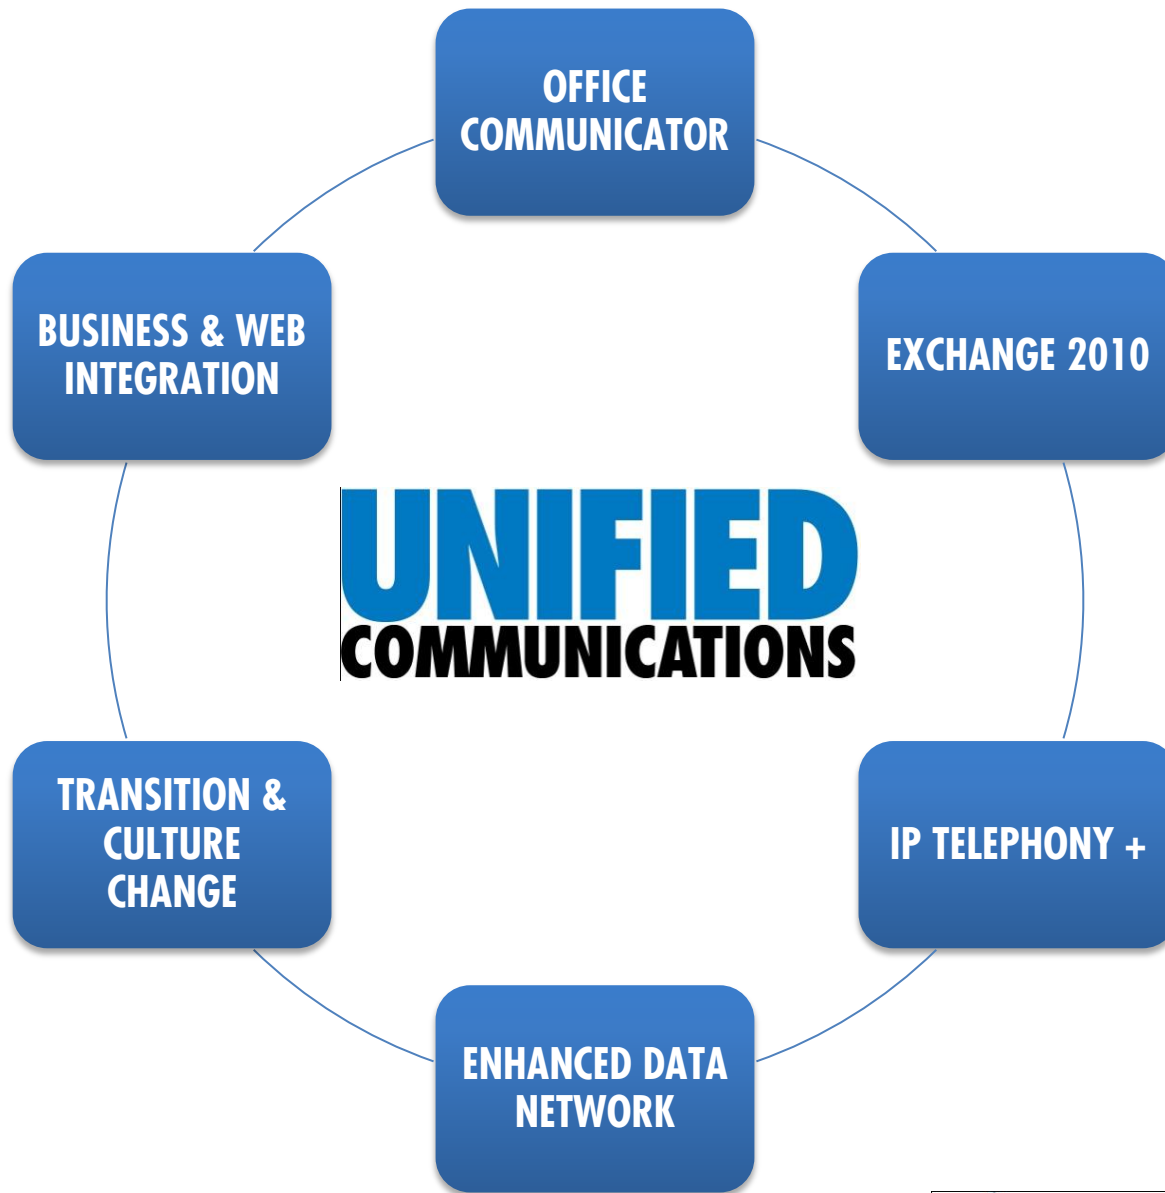 OFFICE
COMMUNICATOR
EXCHANGE 2010
IP TELEPHONY +
ENHANCED DATA
NETWORK
TRANSITION &
CULTURE
CHANGE
BUSINESS & WEB
INTEGRATION
UNIFIED
COMMUNICATIONS